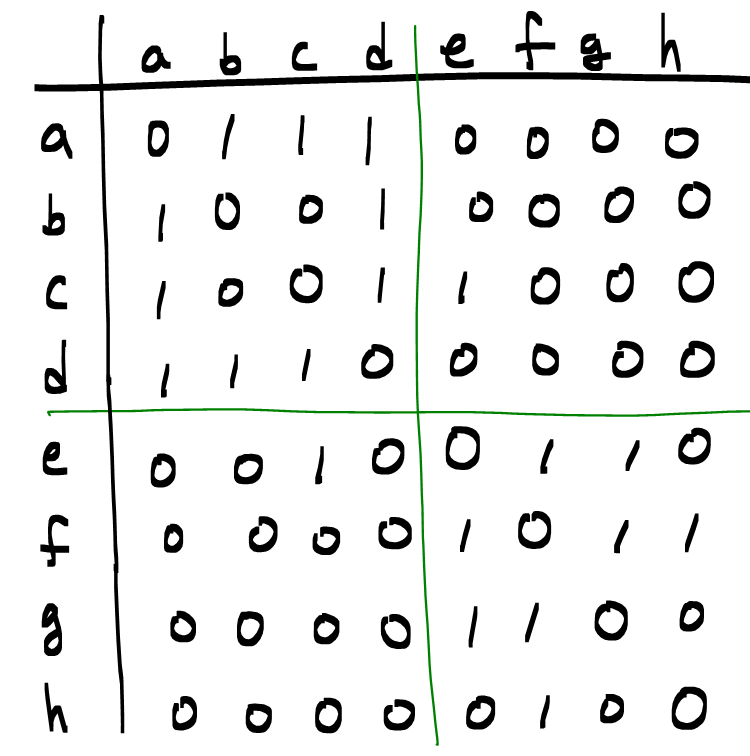 a b c d e f g h
a 0 1 1 1 0 0 0 0
b 1 0 0 1 0 0 0 0
c 1 0 0 1 1 0 0 0
d 1 1 1 0 0 0 0 0
e 0 0 1 0 0 1 1 0
f 0 0 0 0 1 0 1 1
g 0 0 0 0 1 1 0 0
h 0 0 0 0 0 1 0 0